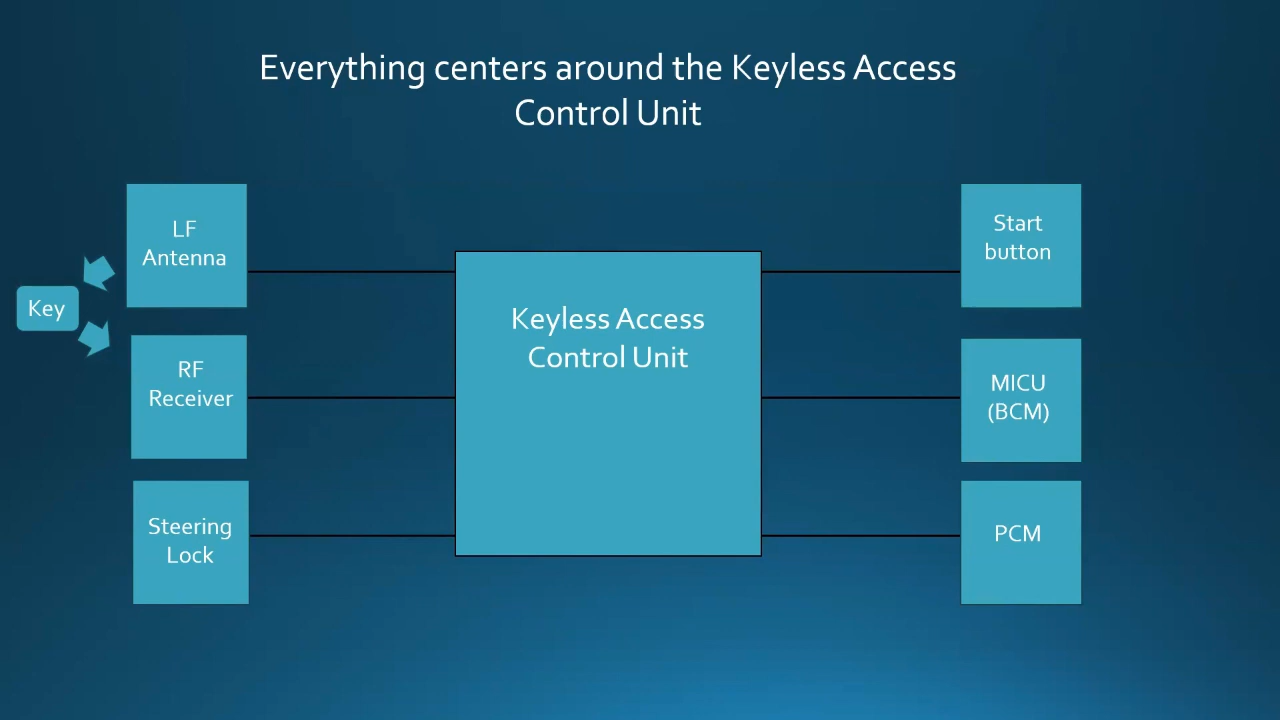 Everything centers around the Keyless Access
Control Unit
LF
Antenna
Key
RF
Receiver
Steering
Lock
Keyless Access
Control Unit
Start
button
MICU
(BCM)
PCM